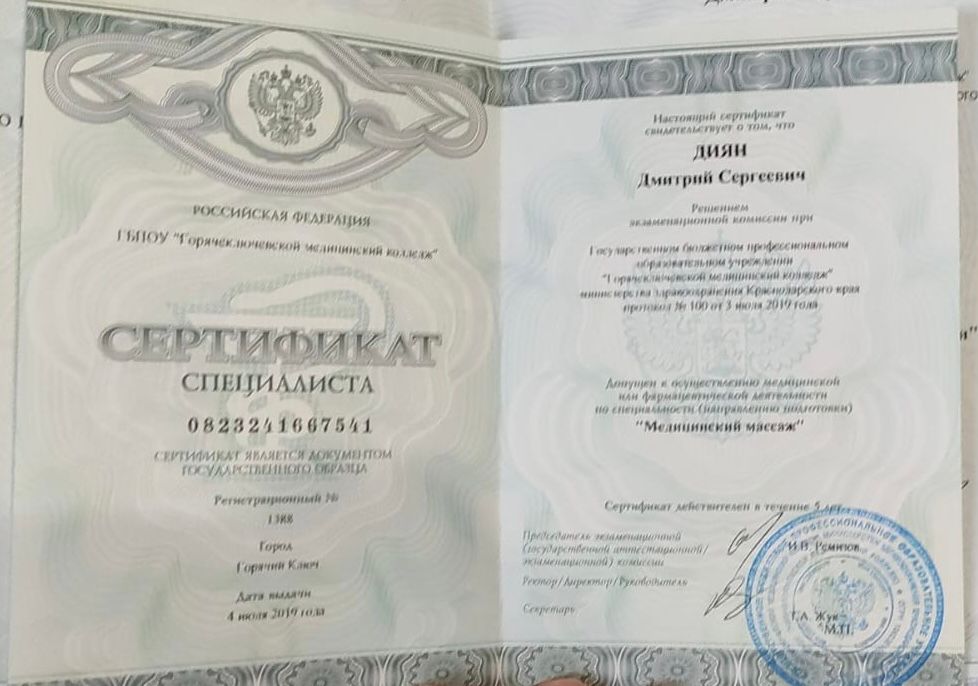 РОССИЙСКАЯ ФЕДЕРАЦИЯ
ГБПОУ "Горячеключевской медицинский колледж"
СЕРТИФИКАТ
СПЕЦИАЛИСТА
0823241667541
СЕРТИФИКАТ ЯВЛЯЕТСЯ ДОКУМЕНТОМ
ГОСУДАРСТВЕННОГО ОБРАЗЦА
Регистрационный №
1388
Город
Горячий Ключ
Дата выдачи
4 июля 2019 года
Настоящий сертификат
свидетельствует о том, что
ДИЯН
Дмитрий Сергеевич
Решением
экзаменационной комиссии при
Государственном бюджетном профессиональном
образовательном учреждении
"Горячеключевской медицинский колледж"
министерства здравоохранения Краснодарского края
протокол № 100 от 3 июля 2019 года
Допущен к осуществлению медицинской
или фармацевтической деятельности
по специальности (направлению подготовки)
"Медицинский массаж"
Сертификат действителен в течение 5 лет
Председатель экзаменационной
(государственной аттестационной/
экзаменационной) комиссии
И.В. Ремизов
Ректор/Директор/Руководитель
Секретарь
Т.А. Жук
М.П.